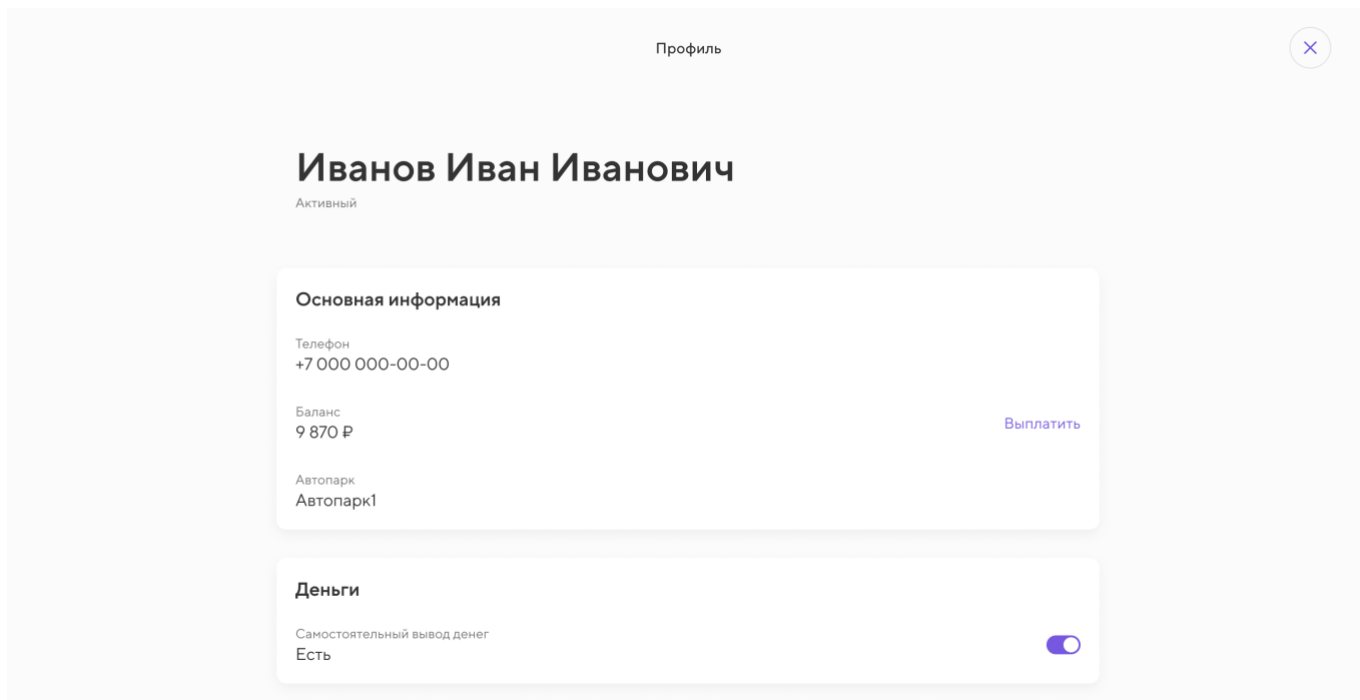 Профиль
Иванов Иван Иванович
Активный
Основная информация
Телефон
+7 000 000-00-00
Баланс
9 870 ₽
Выплатить
Автопарк
Автопарк1
Деньги
Самостоятельный вывод денег
Есть